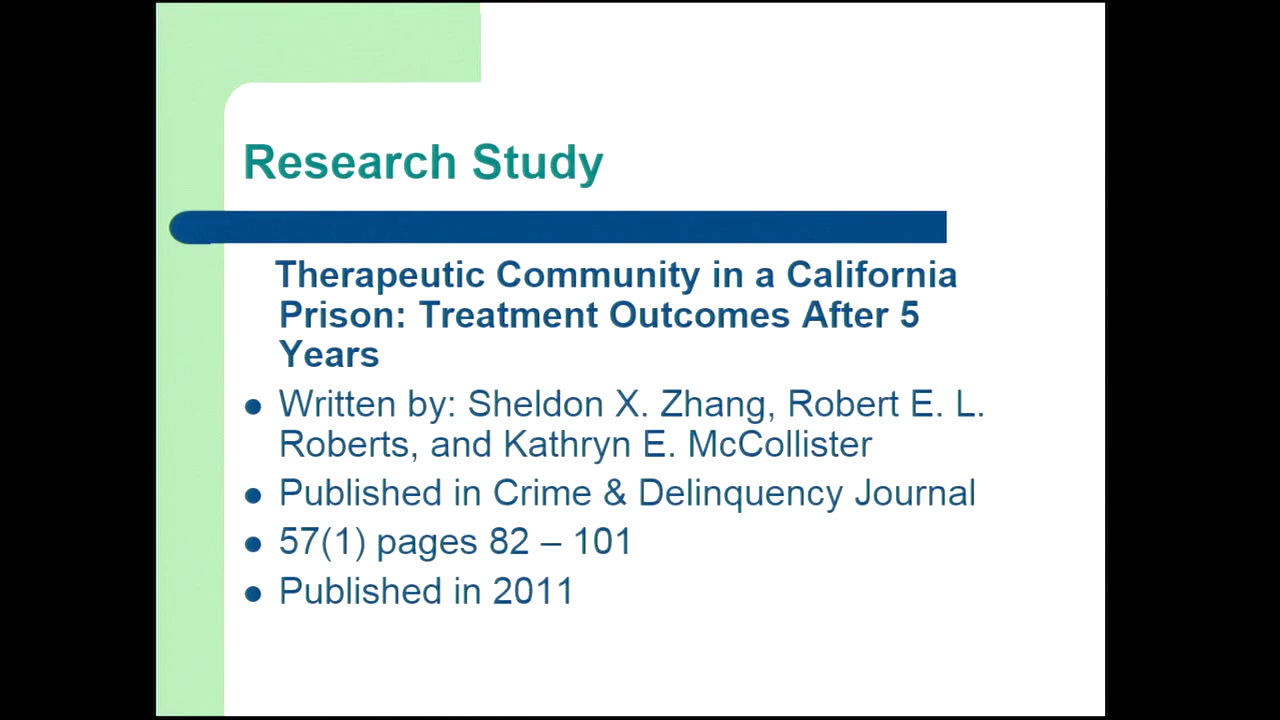 Research Study
Therapeutic Community in a California
Prison: Treatment Outcomes After 5
Years
Written by: Sheldon X. Zhang, Robert E. L.
Roberts, and Kathryn E. McCollister
Published in Crime & Delinquency Journal
57(1) pages 82 – 101
Published in 2011